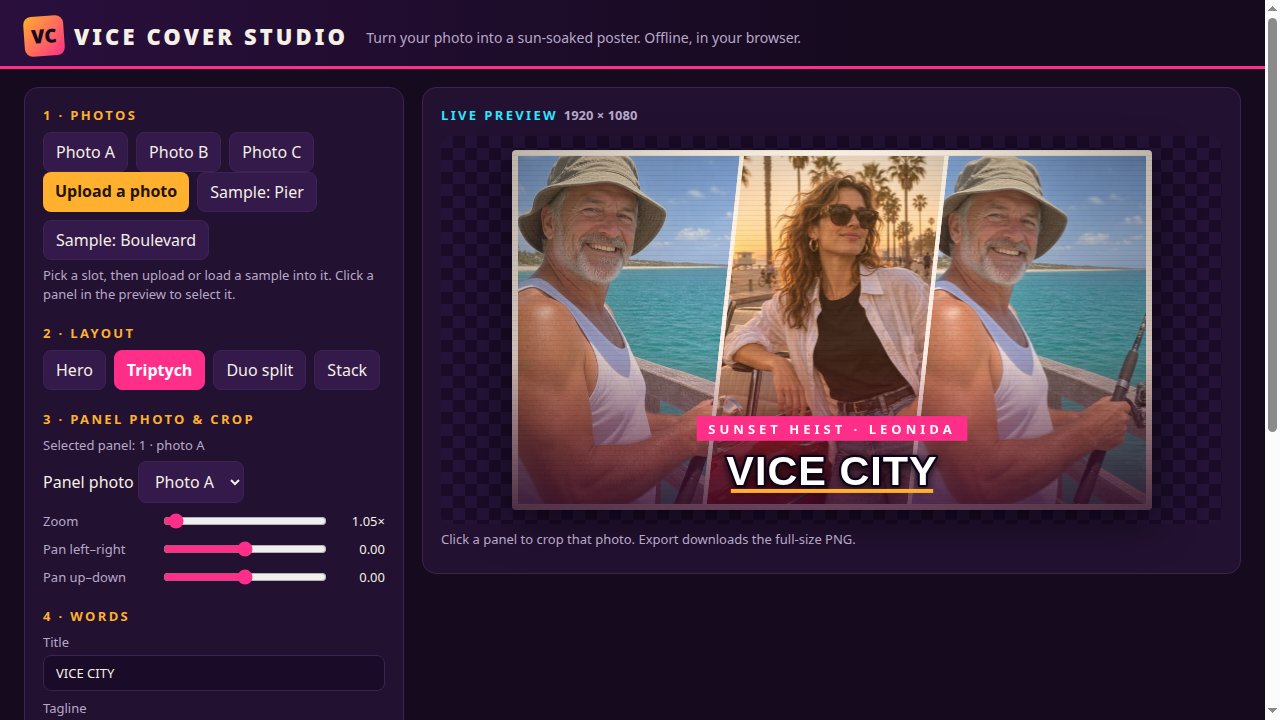 VC VICE COVER STUDIO Turn your photo into a sun-soaked poster. Offline, in your browser.
1 · PHOTOS
Photo A Photo B Photo C
Upload a photo Sample: Pier
Sample: Boulevard
Pick a slot, then upload or load a sample into it. Click a
panel in the preview to select it.
2 · LAYOUT
Hero Triptych Duo split Stack
3 · PANEL PHOTO & CROP
Selected panel: 1 · photo A
Panel photo Photo A
Zoom 1.05×
Pan left–right 0.00
Pan up–down 0.00
4 · WORDS
Title
VICE CITY
Tagline
LIVE PREVIEW 1920 × 1080
SUNSET HEIST · LEONIDA
VICE CITY
Click a panel to crop that photo. Export downloads the full-size PNG.